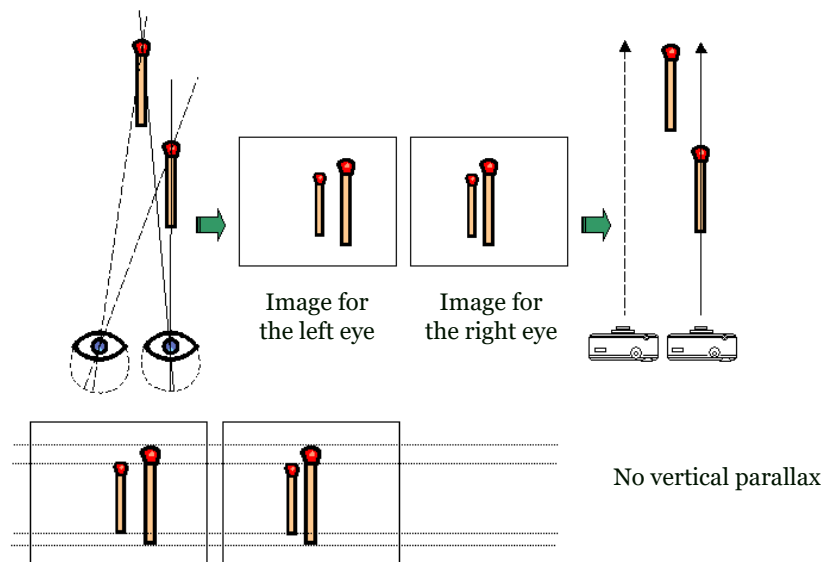 Image for
the left eye
Image for
the right eye
No vertical parallax